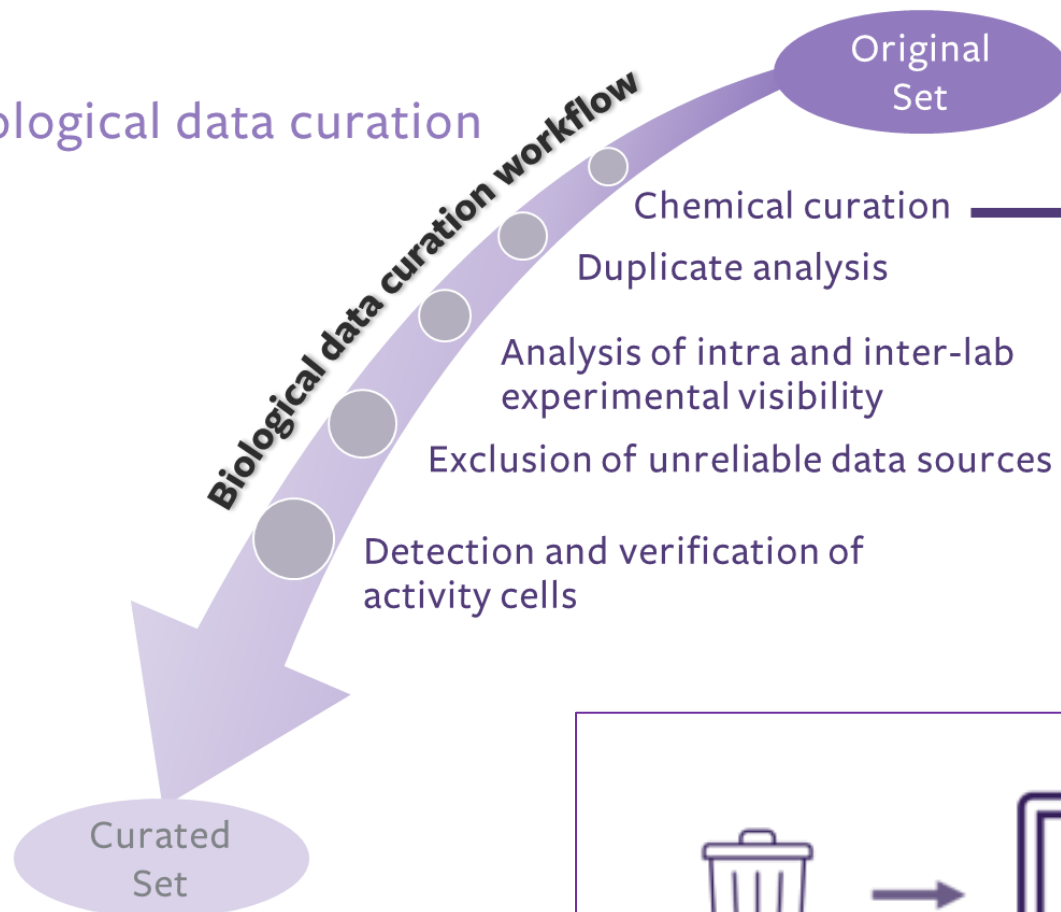 Original
Set
ological data curation
Biological data curation workflow
Chemical curation
Duplicate analysis
Analysis of intra and inter-lab
experimental visibility
Exclusion of unreliable data sources
Detection and verification of
activity cells
Curated
Set